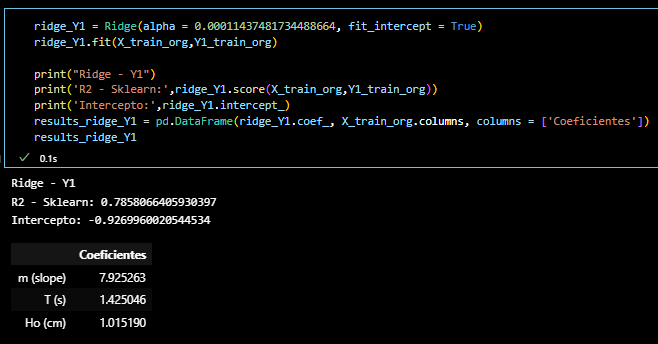 ridge_Y1 = Ridge(alpha = 0.00011437481734488664, fit_intercept = True)
ridge_Y1.fit(X_train_org,Y1_train_org)
print("Ridge - Y1")
print('R2 - Sklearn:',ridge_Y1.score(X_train_org,Y1_train_org))
print('Intercepto:',ridge_Y1.intercept_)
results_ridge_Y1 = pd.DataFrame(ridge_Y1.coef_, X_train_org.columns, columns = ['Coeficientes'])
results_ridge_Y1
0.1s
Ridge - Y1
R2 - Sklearn: 0.7858066405930397
Intercepto: -0.9269960020544534
Coeficientes
m (slope) 7.925263
T (s) 1.425046
Ho (cm) 1.015190